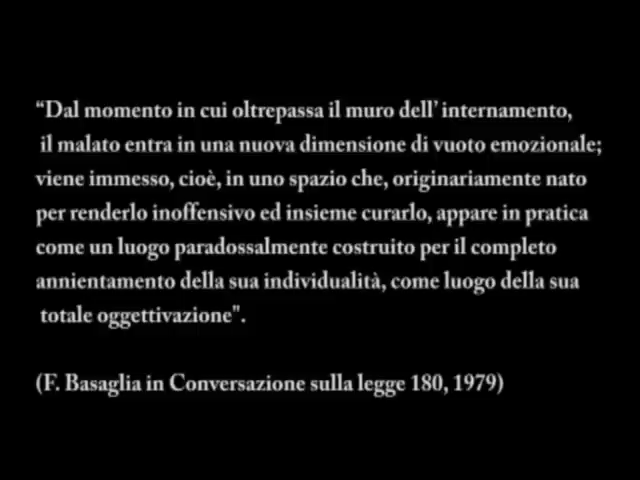 “Dal momento in cui oltrepassa il muro dell’ internamento,
il malato entra in una nuova dimensione di vuoto emozionale;
viene immesso, cioè, in uno spazio che, originariamente nato
per renderlo inoffensivo ed insieme curarlo, appare in pratica
come un luogo paradossalmente costruito per il completo
annientamento della sua individualità, come luogo della sua
totale oggettivazione".
(F. Basaglia in Conversazione sulla legge 180, 1979)